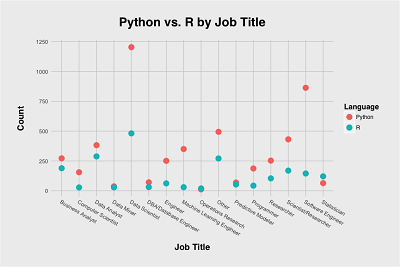 Python vs. R by Job Title
1250
1000
750
500
250
0
Count
Business Analyst
Computer Scientist
Data Analyst
Data Miner
Data Scientist
DBA/Database Engineer
Engineer
Machine Learning Engineer
Operations Research
Other
Predictive Modeler
Programmer
Researcher
Scientist/Researcher
Software Engineer
Statistician
Job Title
Language
Python
R